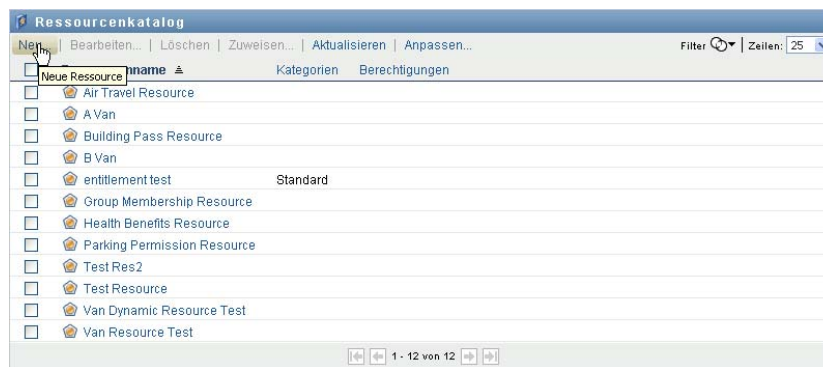 Ressourcenkatalog
Neu... | Bearbeiten... | Löschen | Zuweisen... | Aktualisieren | Anpassen... Filter Zeilen: 25
Neue Ressource
Kategorien Berechtigungen
Air Travel Resource
A Van
Building Pass Resource
B Van
entitlement test Standard
Group Membership Resource
Health Benefits Resource
Parking Permission Resource
Test Res2
Test Resource
Van Dynamic Resource Test
Van Resource Test
1 - 12 von 12